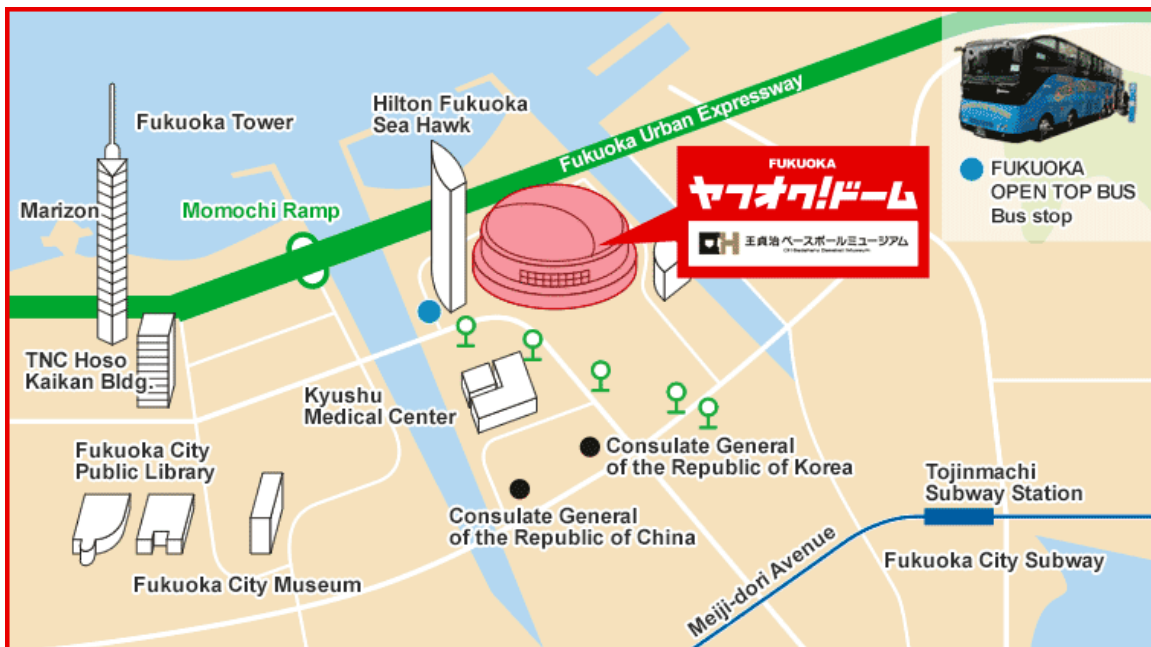 Fukuoka Tower
Hilton Fukuoka
Sea Hawk
Fukuoka Urban Expressway
FUKUOKA
ヤフオク!ドーム
王貞治ベースボールミュージアム
FUKUOKA
OPEN TOP BUS
Bus stop
Marizon
Momochi Ramp
TNC Hoso
Kaikan Bldg.
Kyushu
Medical Center
Fukuoka City
Public Library
Consulate General
of the Republic of Korea
Consulate General
of the Republic of China
Tojinmachi
Subway Station
Fukuoka City Museum
Meiji-dori Avenue
Fukuoka City Subway